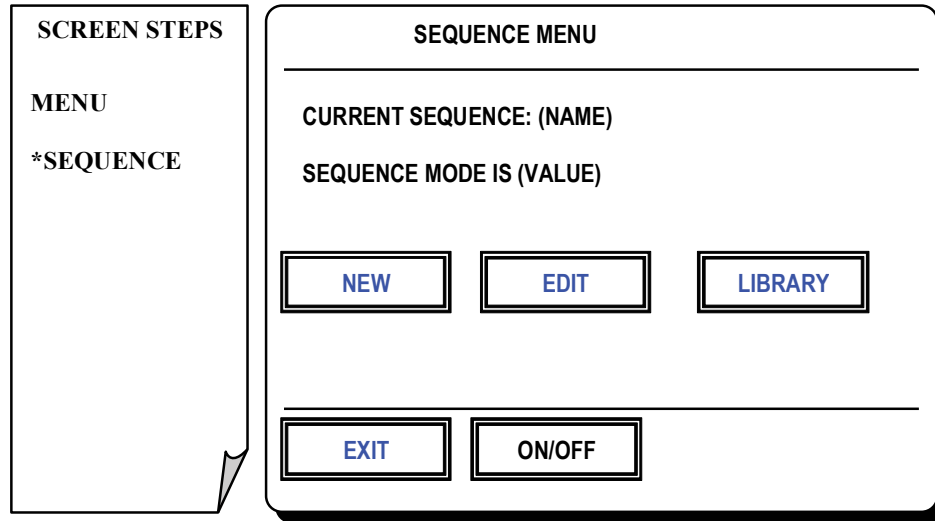 SCREEN STEPS
MENU
*SEQUENCE
SEQUENCE MENU
CURRENT SEQUENCE: (NAME)
SEQUENCE MODE IS (VALUE)
NEW EDIT LIBRARY
EXIT ON/OFF